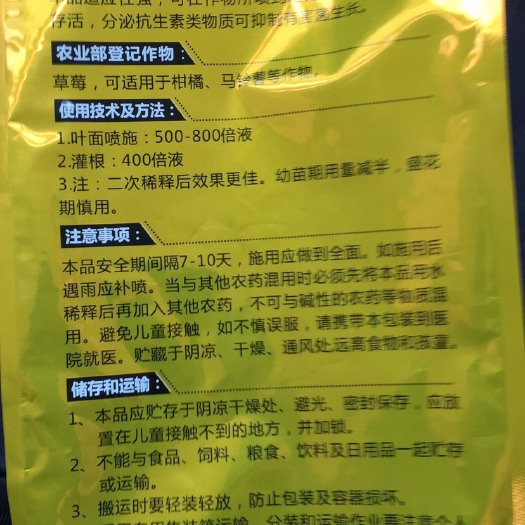 存活，分泌抗生素类物质可抑制有害菌生长。
农业部登记作物：
草莓，可适用于柑橘、马铃薯等作物。
使用技术及方法：
1.叶面喷施：500-800倍液
2.灌根：400倍液
3.注：二次稀释后效果更佳。幼苗期用量减半，盛花
期慎用。
注意事项：
本品安全期间隔7-10天，施用应做到全面。如施用后
遇雨应补喷。当与其他农药混用时必须先将本品用水
稀释后再加入其他农药，不可与碱性的农药等物质混
用。避免儿童接触，如不慎误服，请携带本包装到医
院就医。贮藏于阴凉、干燥、通风处远离食物和孩童。
储存和运输：
1、本品应贮存于阴凉干燥处、避光、密封保存，应放
置在儿童接触不到的地方，并加锁。
2、不能与食品、饲料、粮食、饮料及日用品一起贮存
或运输。
3、搬运时要轻装轻放，防止包装及容器损坏。